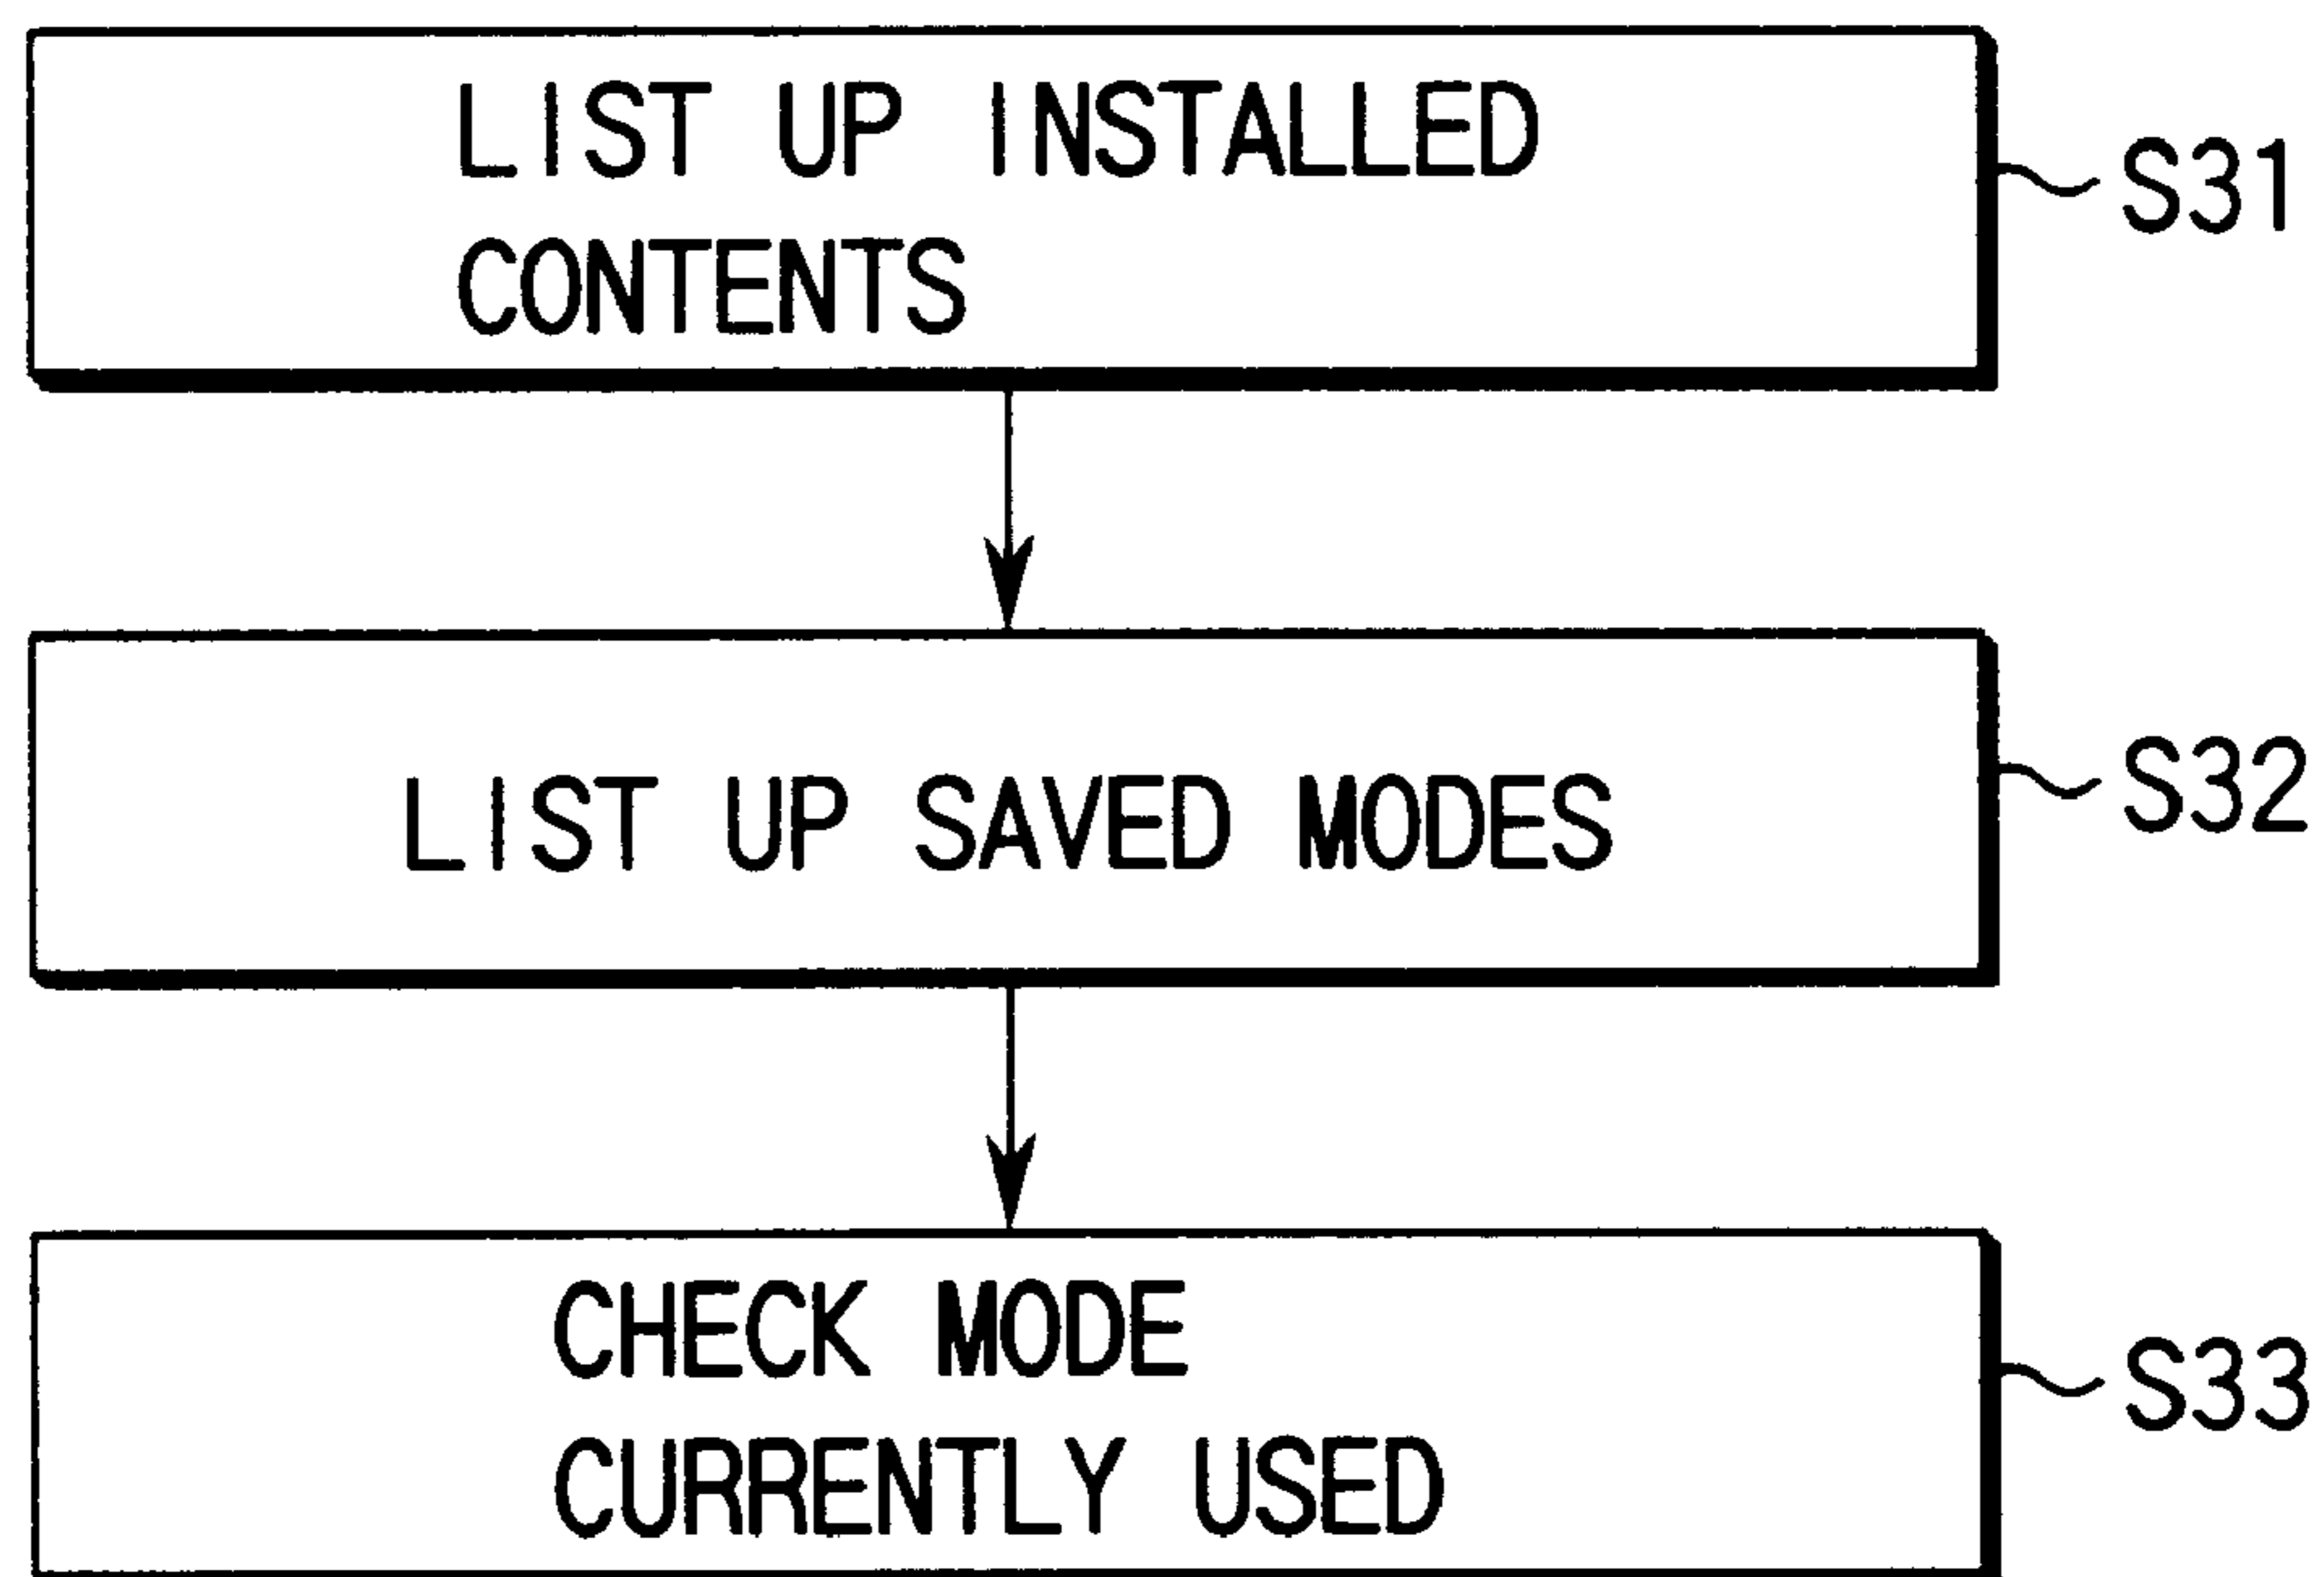 LIST UP INSTALLED
CONTENTS
S31
LIST UP SAVED MODES
S32
CHECK MODE
CURRENTLY USED
S33